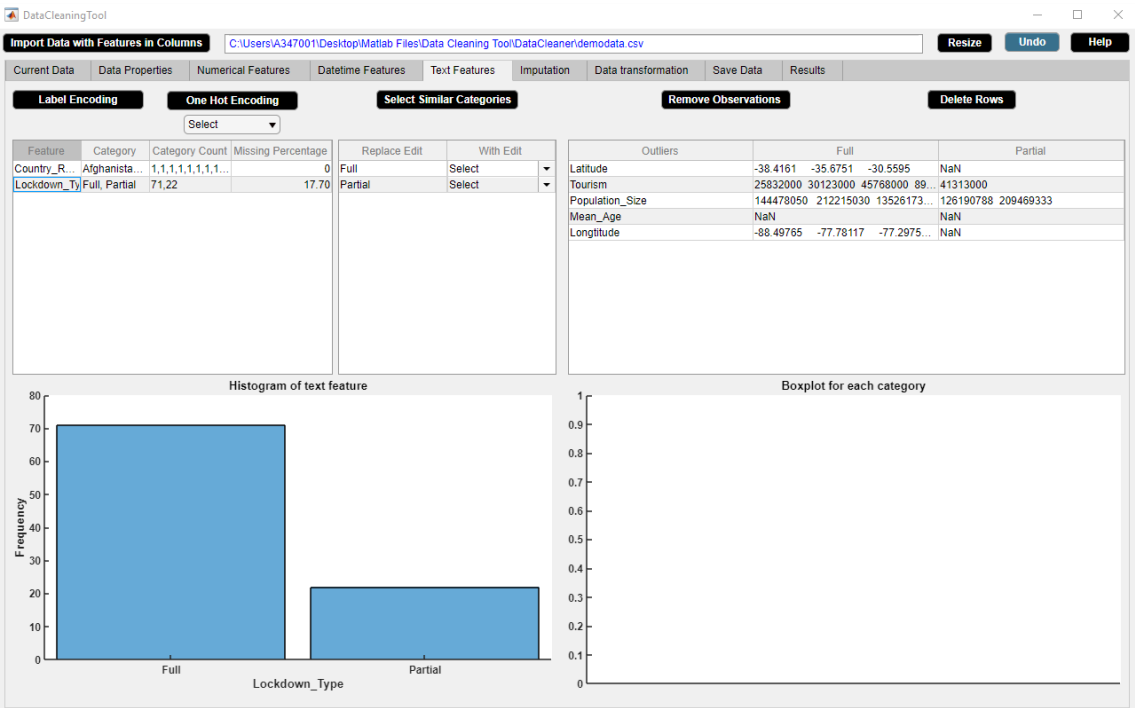 DataCleaningTool
Import Data with Features in Columns C:\Users\A347001\Desktop\Matlab Files\Data Cleaning Tool\DataCleaner\demodata.csv Resize Undo Help
Current Data Data Properties Numerical Features Datetime Features Text Features Imputation Data transformation Save Data Results
Label Encoding One Hot Encoding Select Similar Categories Remove Observations Delete Rows
Select
Feature Category Category Count Missing Percentage Replace Edit With Edit Outliers Full Partial
Country_R... Afghanista... 1,1,1,1,1,1,1,1... 0 Full Select Latitude -38.4161 -35.6751 -30.5595 NaN
Lockdown_Ty Full, Partial 71,22 17.70 Partial Select Tourism 25832000 30123000 45768000 89... 41313000
Population_Size 144478050 212215030 13526173... 126190788 209469333
Mean_Age NaN NaN
Longtitude -88.49765 -77.78117 -77.2975... NaN
Histogram of text feature
80
70
60
50
40
30
20
10
0
Frequency
Full Partial
Lockdown_Type
Boxplot for each category
1
0.9
0.8
0.7
0.6
0.5
0.4
0.3
0.2
0.1
0